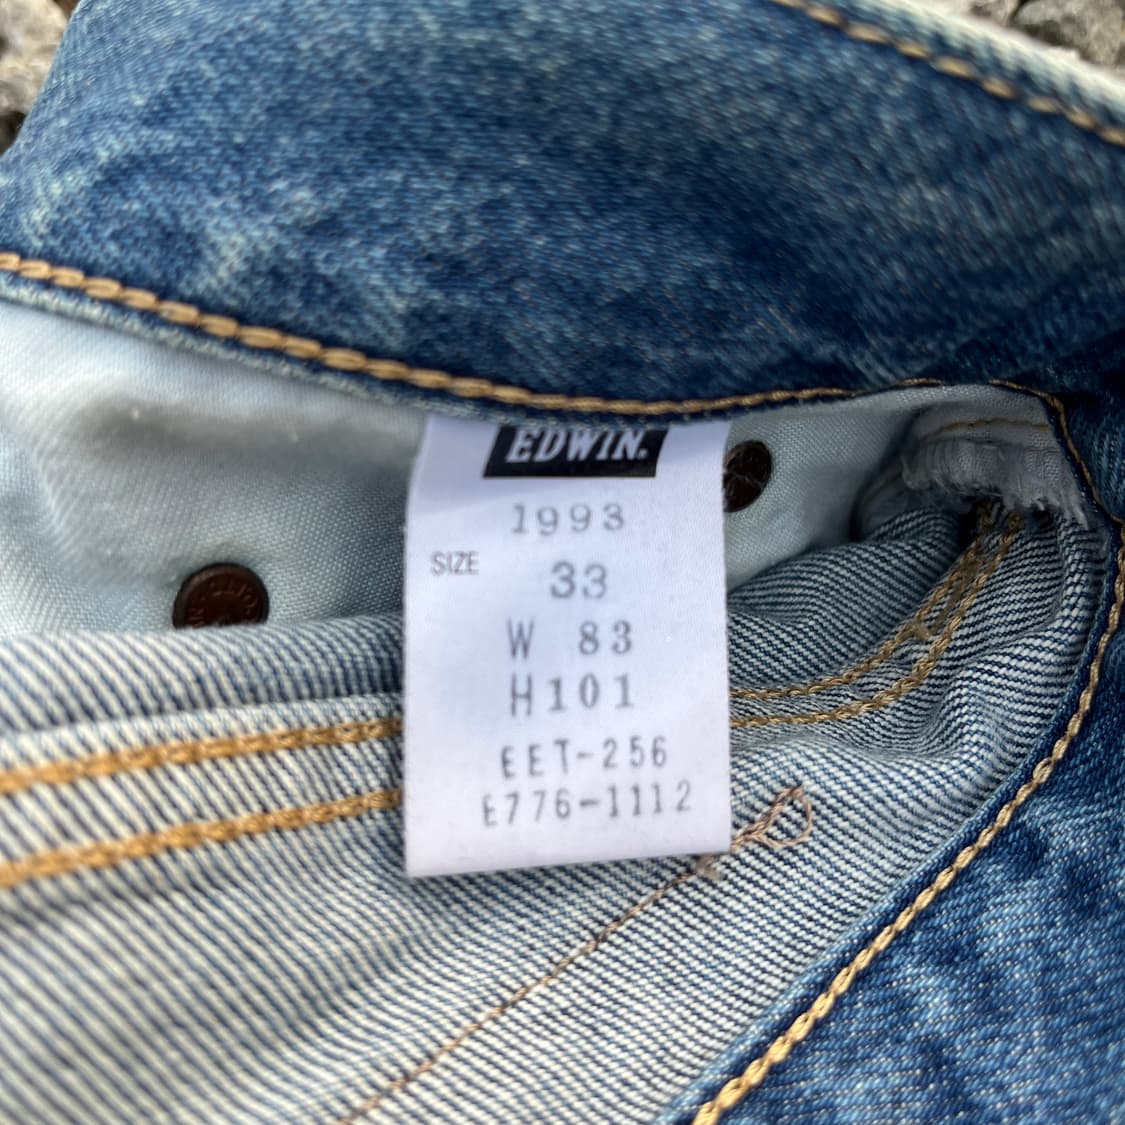 EDWIN.
1993
SIZE 33
W 83
H101
EET-256
E776-1112